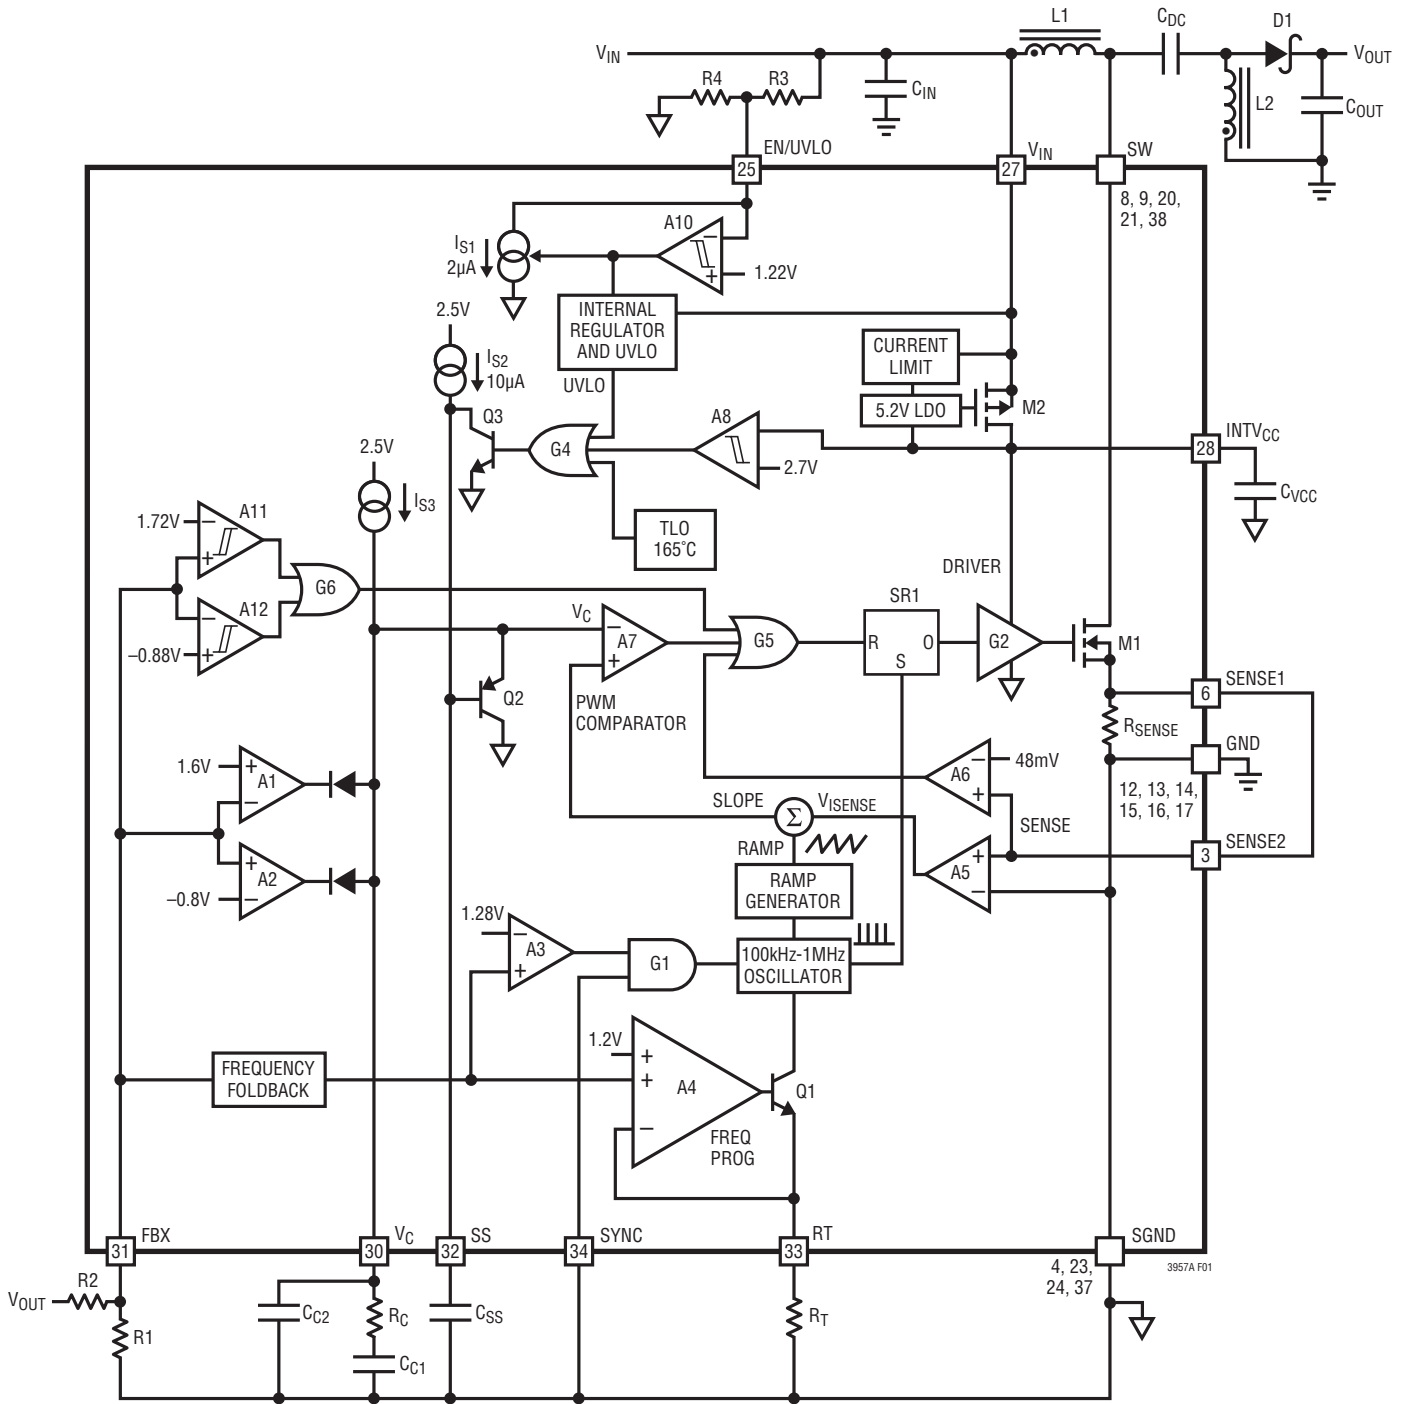 L1
CDC
D1
VIN
VOUT
R4
R3
CIN
L2
COUT
EN/UVLO
VIN
SW
25
27
8, 9, 20,
21, 38
A10
IS1
2µA
–
+
1.22V
2.5V
INTERNAL
REGULATOR
AND UVLO
CURRENT
LIMIT
IS2
10µA
UVLO
5.2V LDO
M2
Q3
A8
INTVCC
28
G4
2.5V
2.7V
CVCC
IS3
A11
1.72V
–
+
TLO
165˚C
DRIVER
G6
SR1
A12
–
+
–0.88V
VC
–
A7
+
G5
R
O
S
G2
M1
Q2
PWM
COMPARATOR
SENSE1
6
RSENSE
GND
1.6V
+
A1
–
A6
–
48mV
+
12, 13, 14,
15, 16, 17
SLOPE
Σ
VISENSE
SENSE
SENSE2
3
RAMP
+
A2
–
–0.8V
RAMP
GENERATOR
A5
+
–
1.28V
–
A3
+
G1
100kHz-1MHz
OSCILLATOR
1.2V
+
+
A4
–
FREQUENCY
FOLDBACK
Q1
FREQ
PROG
FBX
VC
SS
SYNC
RT
SGND
31
30
32
34
33
4, 23,
24, 37
3957A F01
R2
VOUT
R1
CC2
RC
CC1
CSS
RT